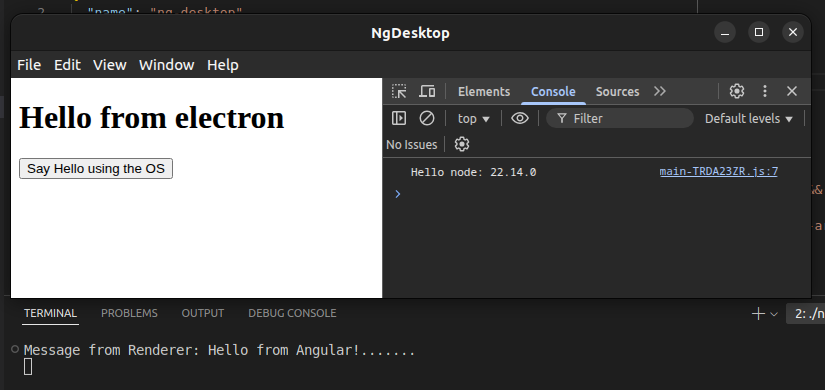 2 "name": "ng-desktop"
NgDesktop
File Edit View Window Help
Hello from electron
Say Hello using the OS
Elements Console Sources
top Filter Default levels
No Issues
Hello node: 22.14.0 main-TRDA23ZR.js:7
&&
a
TERMINAL PROBLEMS OUTPUT DEBUG CONSOLE 2: ./n
Message from Renderer: Hello from Angular!.......